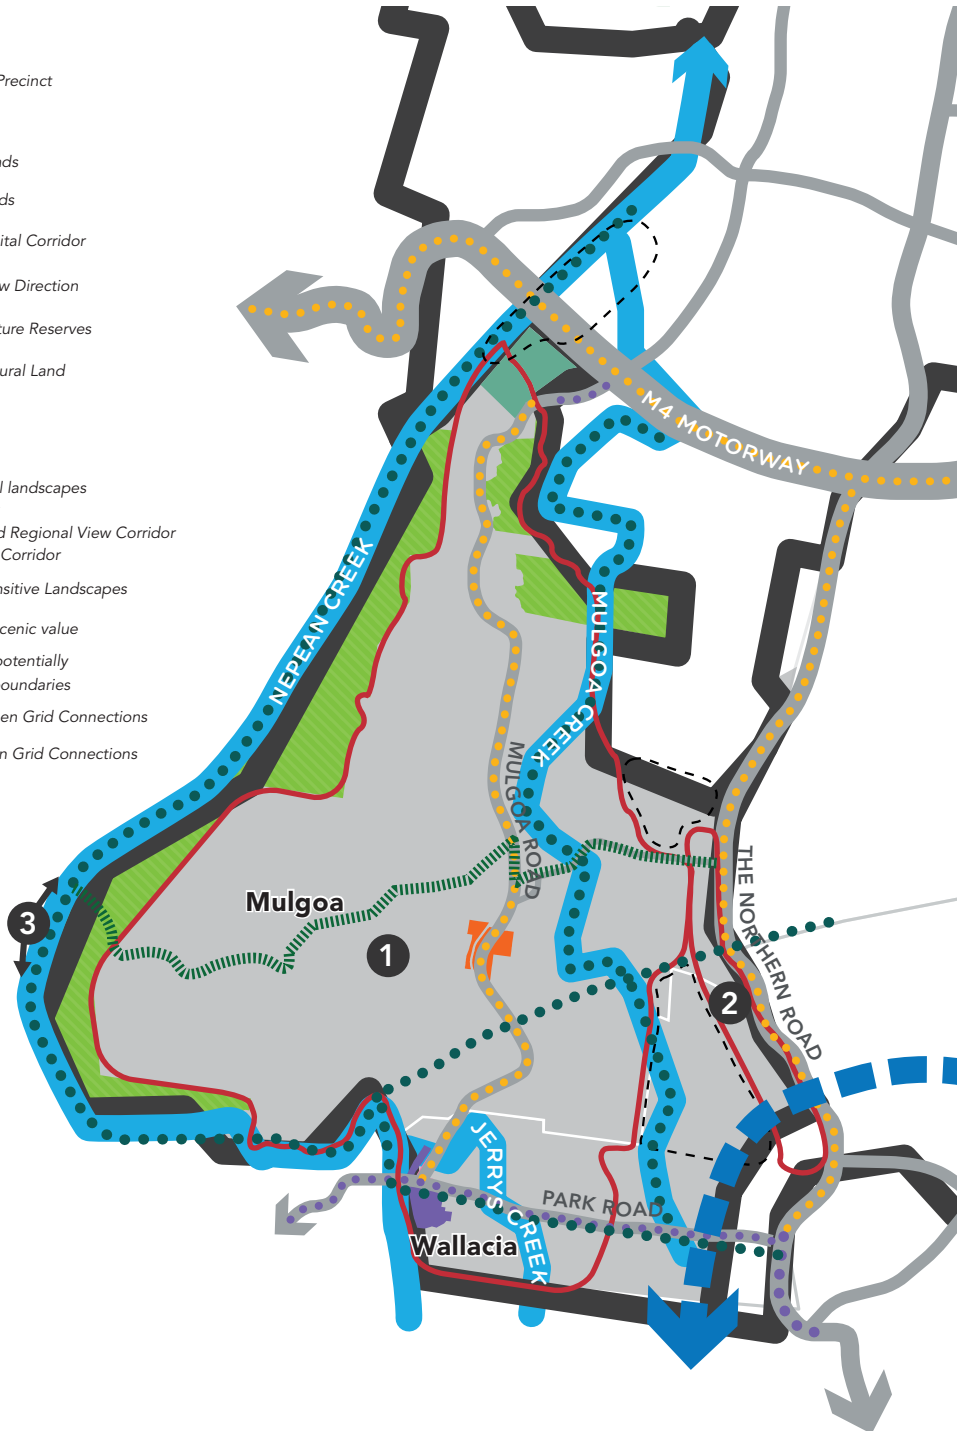 Precinct
ital Corridor
w Direction
ture Reserves
ural Land
l landscapes
d Regional View Corridor
Corridor
nsitive Landscapes
cenic value
potentially
oundaries
en Grid Connections
n Grid Connections
M4 MOTORWAY
NEPEAN CREEK
MULGOA CREEK
MULGOA ROAD
THE NORTHERN ROAD
Mulgoa
3
1
2
JERRYS CREEK
PARK ROAD
Wallacia